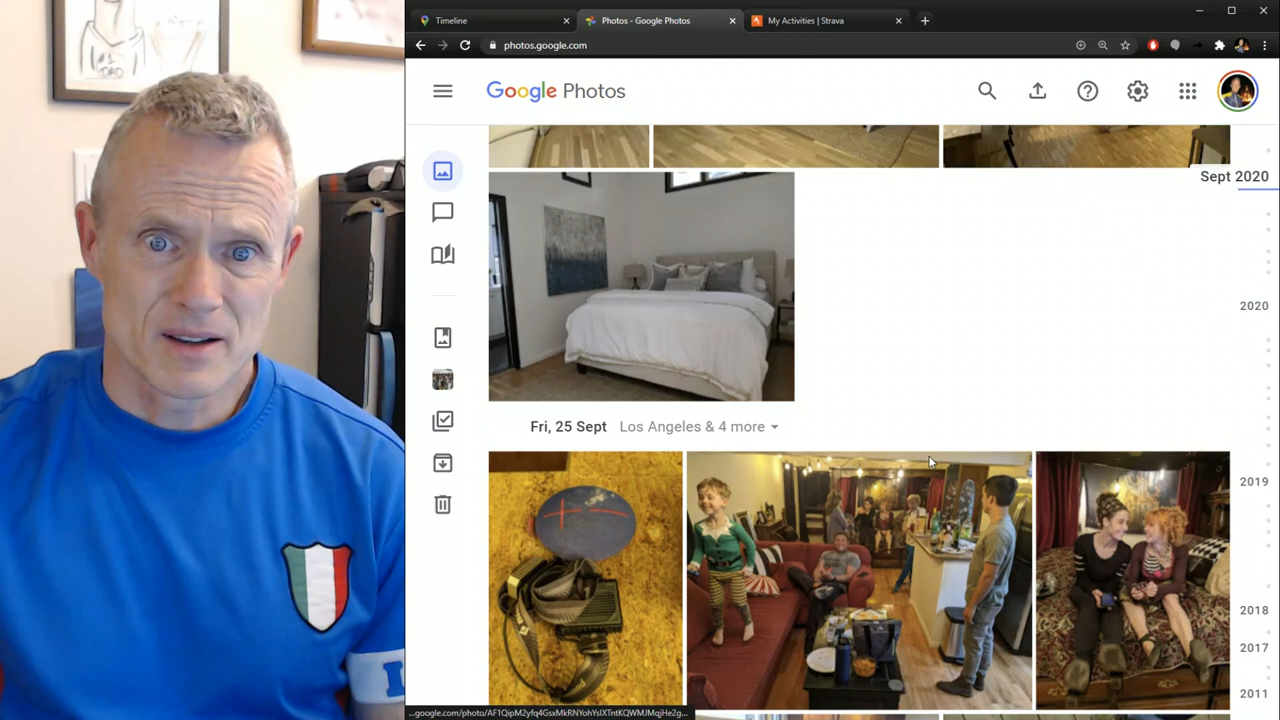 Timeline
Photos - Google Photos
My Activities | Strava
photos.google.com
Google Photos
Sept 2020
2020
Fri, 25 Sept Los Angeles & 4 more
2019
2018
2017
2011